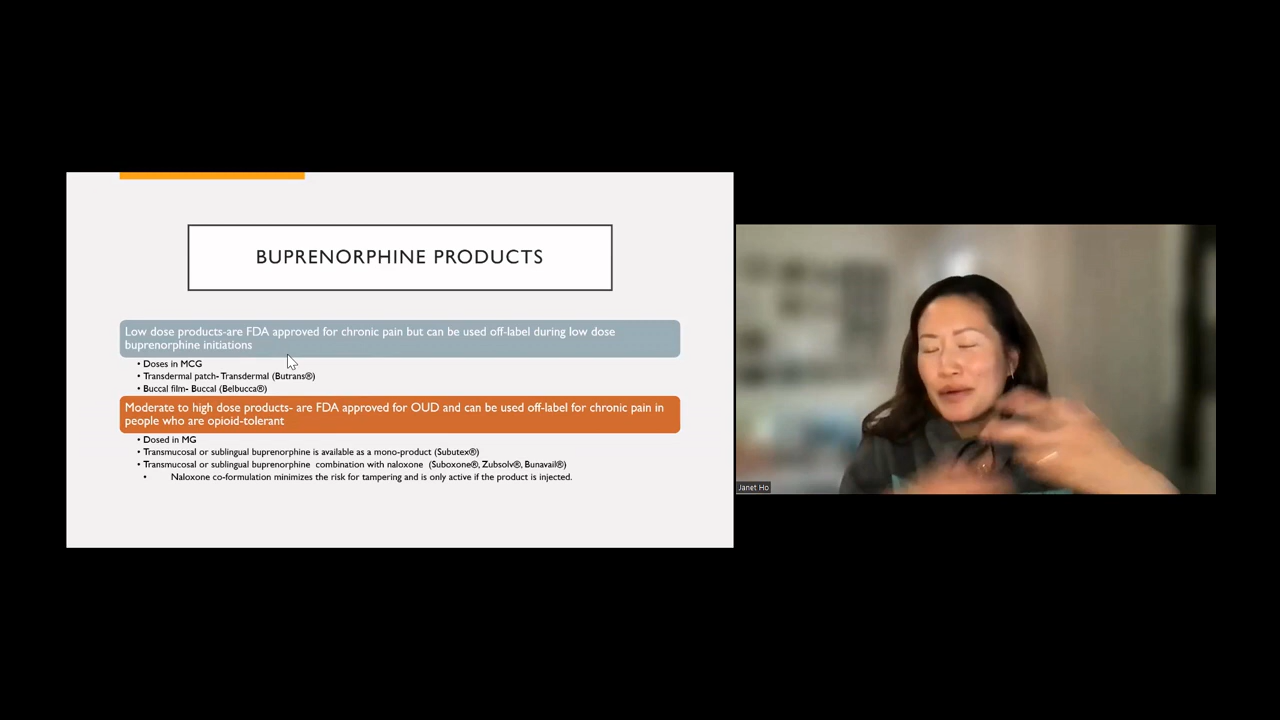 BUPRENORPHINE PRODUCTS
Low dose products-are FDA approved for chronic pain but can be used off-label during low dose
buprenorphine initiations
• Doses in MCG
• Transdermal patch- Transdermal (Butrans®)
• Buccal film- Buccal (Belbucca®)
Moderate to high dose products- are FDA approved for OUD and can be used off-label for chronic pain in
people who are opioid-tolerant
• Dosed in MG
• Transmucosal or sublingual buprenorphine is available as a mono-product (Subutex®)
• Transmucosal or sublingual buprenorphine combination with naloxone (Suboxone®, Zubsolv®, Bunavail®)
• Naloxone co-formulation minimizes the risk for tampering and is only active if the product is injected.
Janet Ho